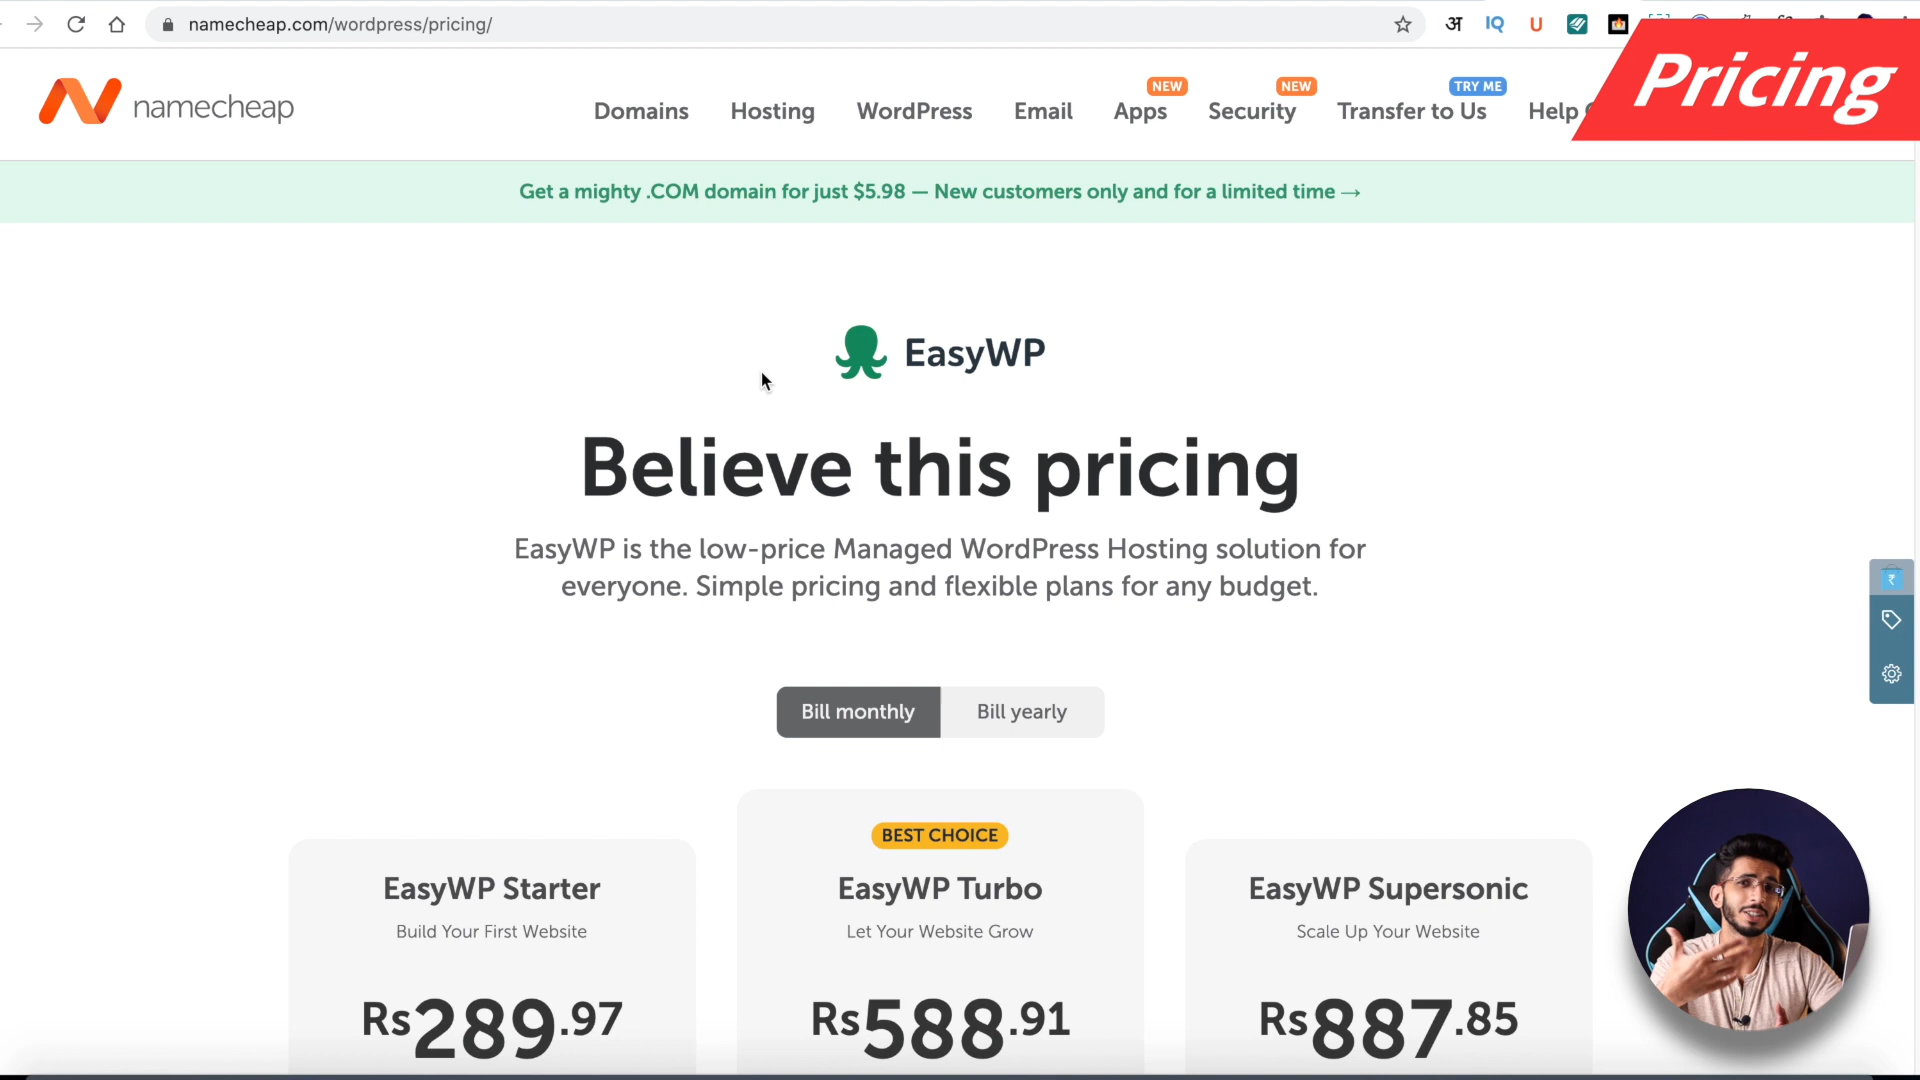 namecheap.com/wordpress/pricing/
अ
IQ
U
Pricing
namecheap
Domains
Hosting
WordPress
Email
NEW
Apps
NEW
Security
TRY ME
Transfer to Us
Help
Get a mighty .COM domain for just $5.98 — New customers only and for a limited time →
EasyWP
Believe this pricing
EasyWP is the low-price Managed WordPress Hosting solution for
everyone. Simple pricing and flexible plans for any budget.
₹
Bill monthly
Bill yearly
EasyWP Starter
Build Your First Website
Rs289.97
BEST CHOICE
EasyWP Turbo
Let Your Website Grow
Rs588.91
EasyWP Supersonic
Scale Up Your Website
Rs887.85